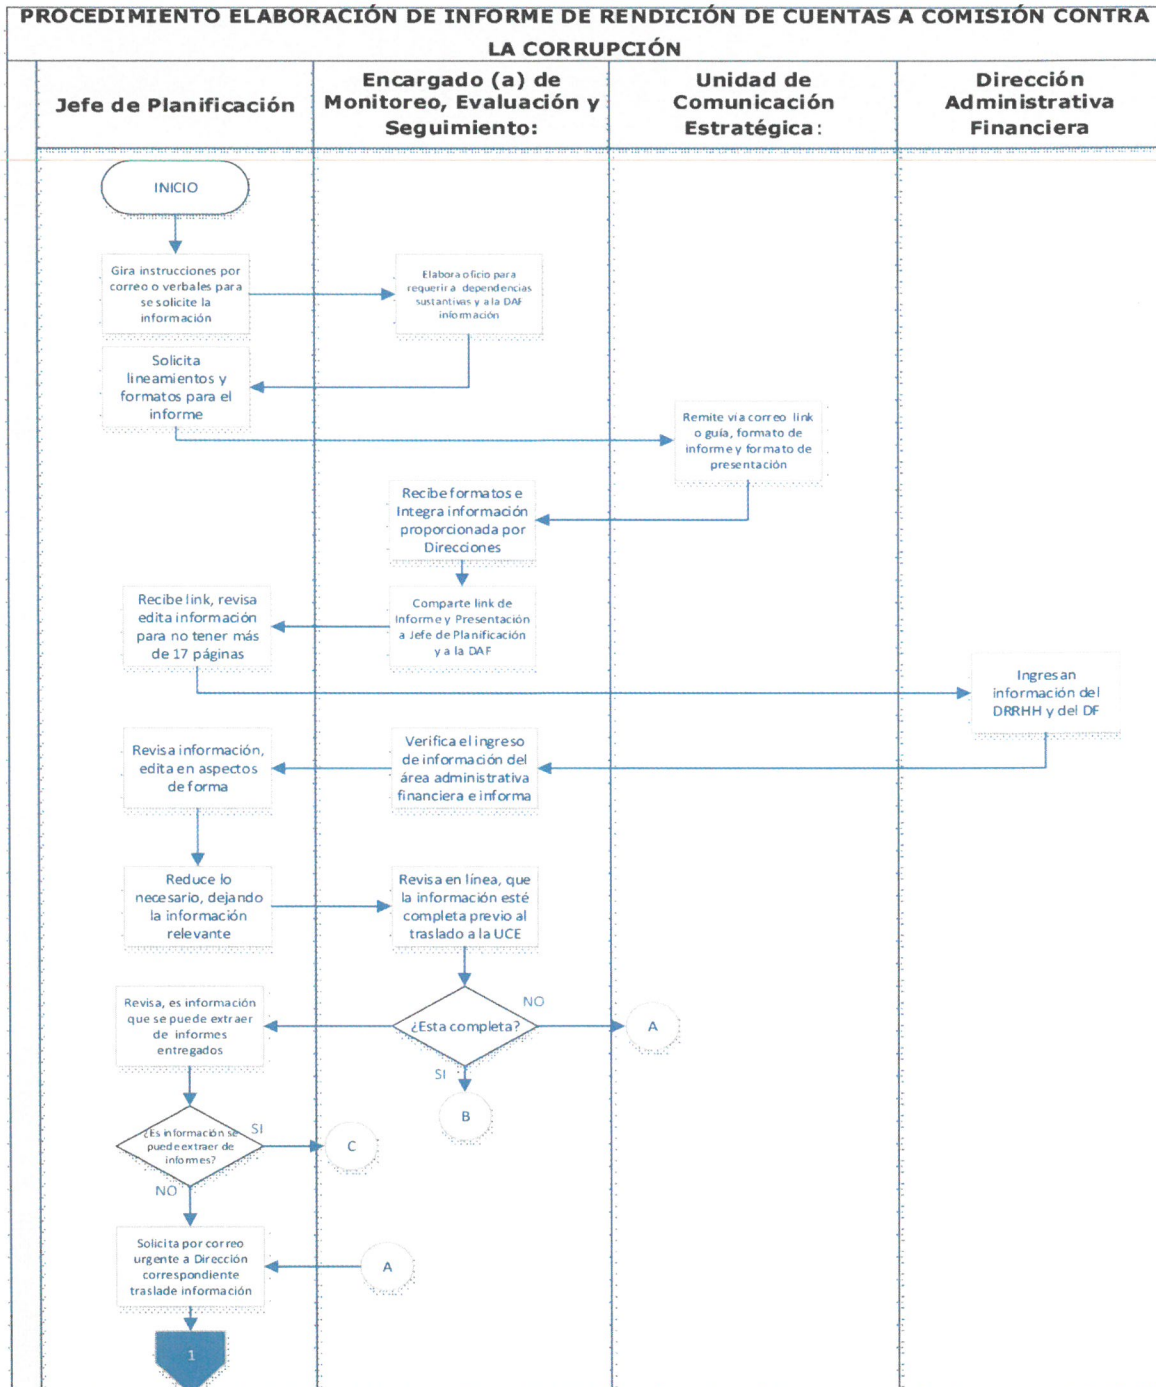 PROCEDIMIENTO ELABORACIÓN DE INFORME DE RENDICIÓN DE CUENTAS A COMISIÓN CONTRA
LA CORRUPCIÓN
Jefe de Planificación
Encargado (a) de
Monitoreo, Evaluación y
Seguimiento:
Unidad de
Comunicación
Estratégica:
Dirección
Administrativa
Financiera
INICIO
Gira instrucciones por
correo o verbales para
se solicite la
información
Elabora oficio para
requerir a dependencias
sustantivas y a la DAF
información
Solicita
lineamientos y
formatos para el
informe
Remite via correo link
o guía, formato de
informe y formato de
presentación
Recibe formatos e
Integra información
proporcionada por
Direcciones
Comparte link de
Informe y Presentación
a Jefe de Planificación
y a la DAF
Recibe link, revisa
edita información
para no tener más
de 17 páginas
Ingresan
información del
DRRHH y del DF
Verifica el ingreso
de información del
área administrativa
financiera e informa
Revisa información,
edita en aspectos
de forma
Reduce lo
necesario, dejando
la información
relevante
Revisa en línea, que
la información esté
completa previo al
traslado a la UCE
¿Esta completa?
NO
A
SI
B
Revisa, es información
que se puede extraer
de informes
entregados
¿Es información se
puede extraer de
informes?
SI
C
NO
Solicita por correo
urgente a Dirección
correspondiente
traslade información
A
1